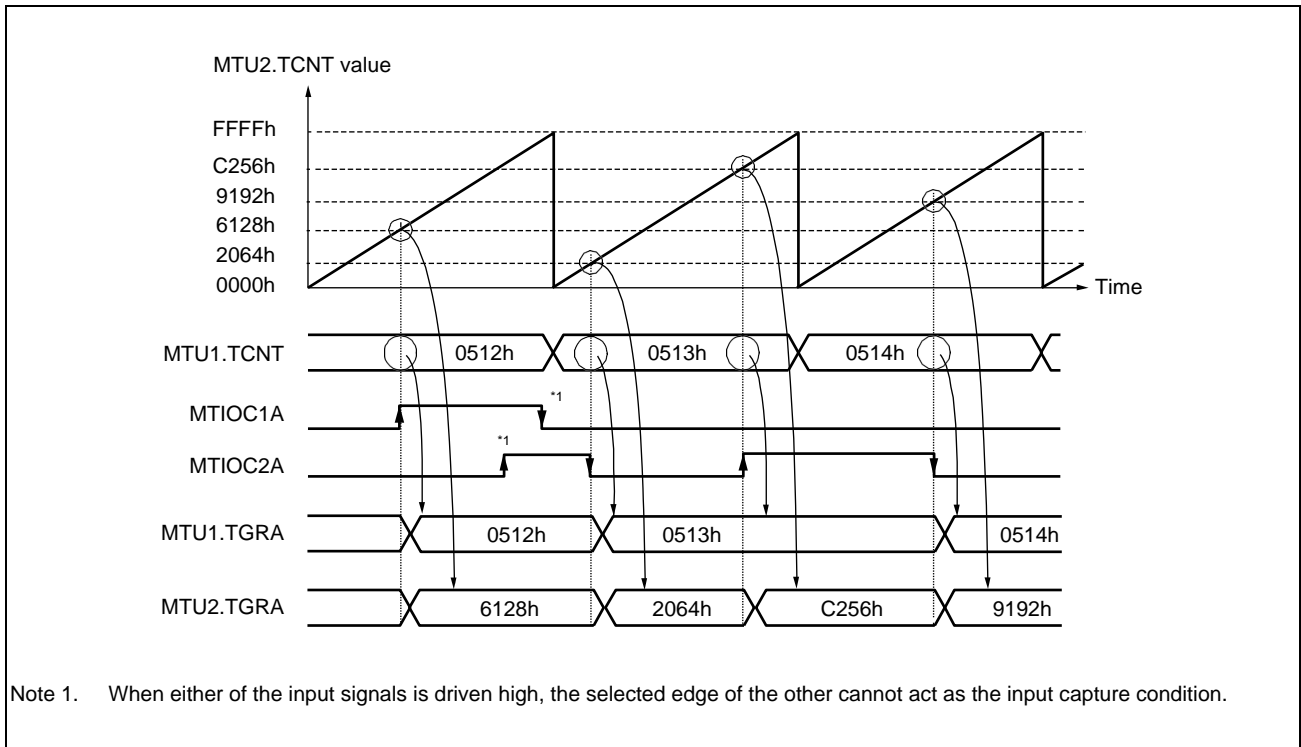 MTU2.TCNT value
FFFFh
C256h
9192h
6128h
2064h
0000h
Time
MTU1.TCNT 0512h 0513h 0514h
MTIOC1A *1
MTIOC2A *1
MTU1.TGRA 0512h 0513h 0514h
MTU2.TGRA 6128h 2064h C256h 9192h
Note 1. When either of the input signals is driven high, the selected edge of the other cannot act as the input capture condition.